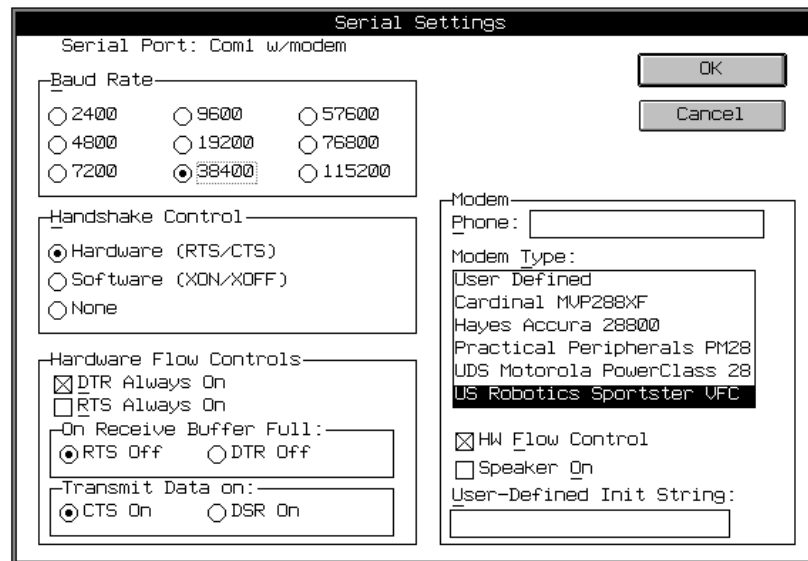 Serial Settings
Serial Port: Com1 w/modem
OK
Cancel
Baud Rate
2400 9600 57600
4800 19200 76800
7200 38400 115200
Handshake Control
Hardware (RTS/CTS)
Software (XON/XOFF)
None
Hardware Flow Controls
DTR Always On
RTS Always On
On Receive Buffer Full:
RTS Off DTR Off
Transmit Data on:
CTS On DSR On
Modem
Phone:
Modem Type:
User Defined
Cardinal MVP288XF
Hayes Accura 28800
Practical Peripherals PM28
UDS Motorola PowerClass 28
US Robotics Sportster VFC
HW Flow Control
Speaker On
User-Defined Init String: